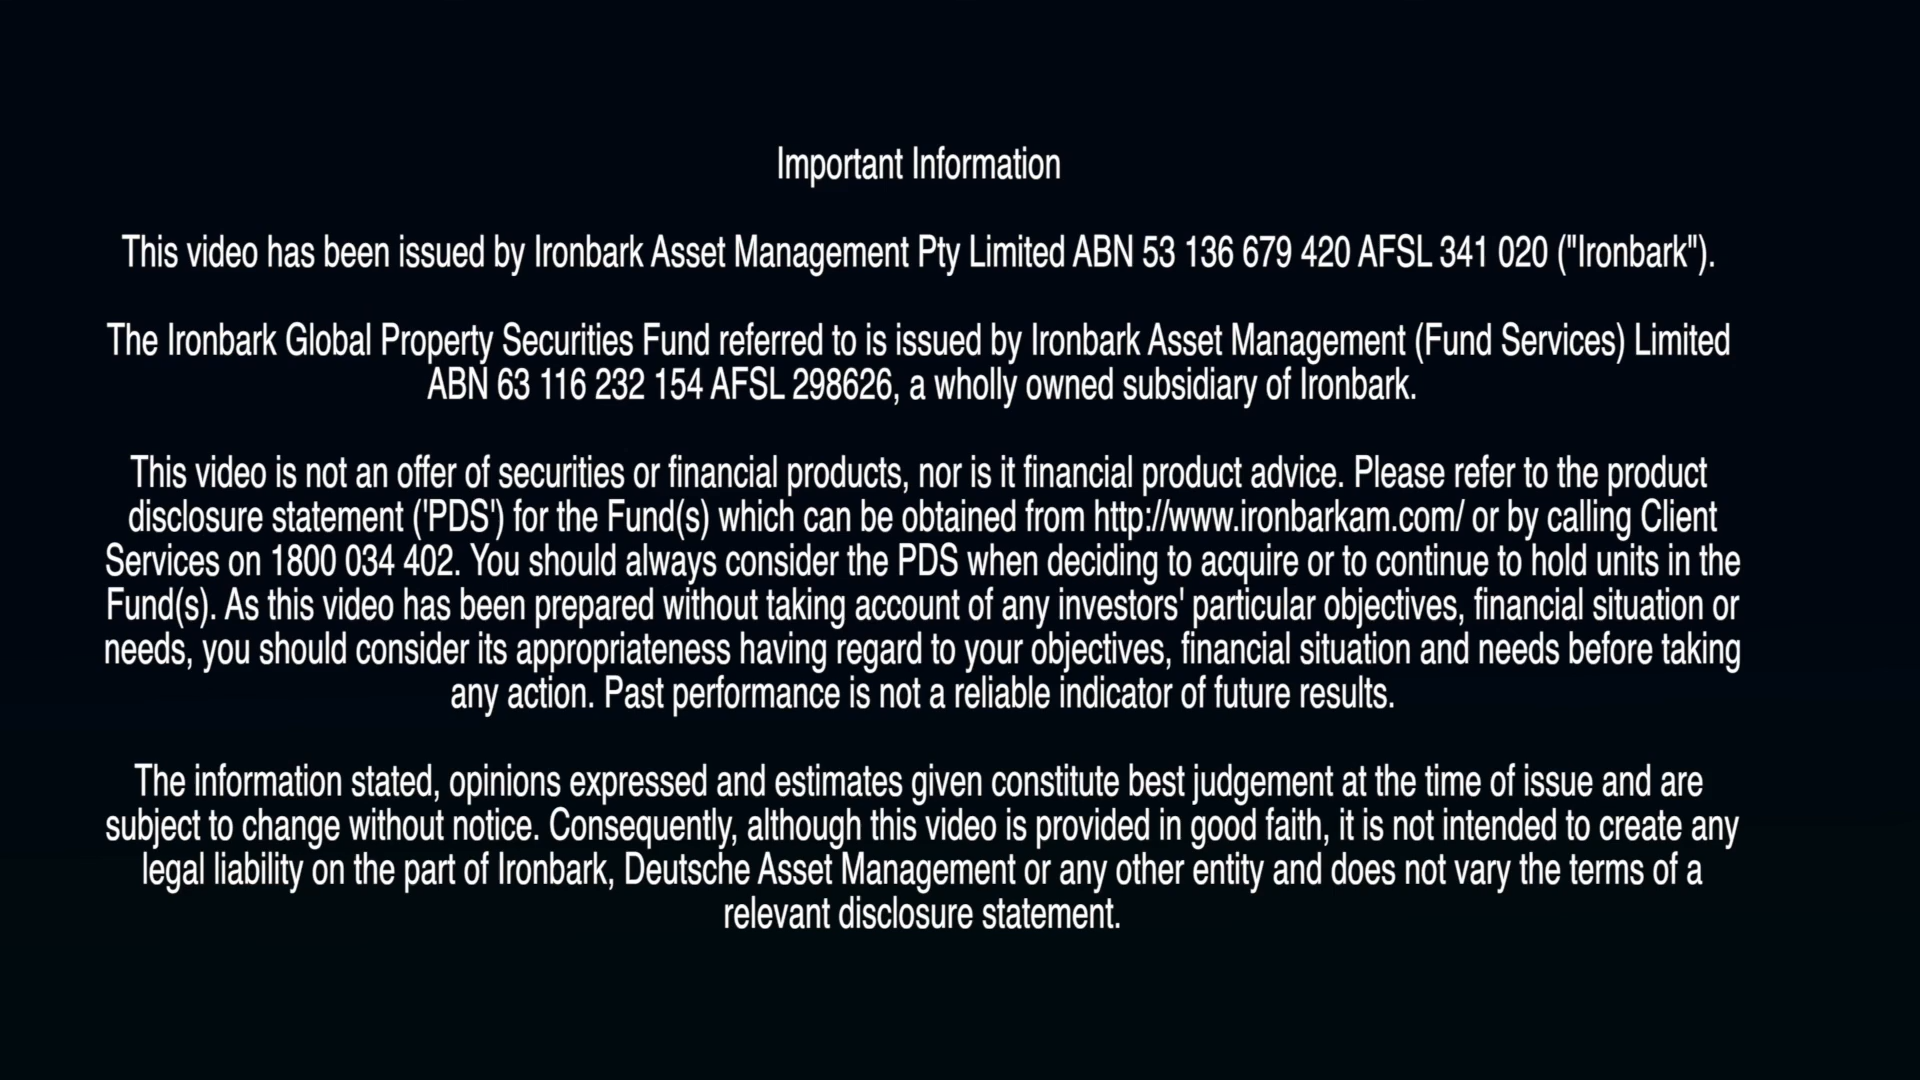 Important Information
This video has been issued by Ironbark Asset Management Pty Limited ABN 53 136 679 420 AFSL 341 020 ("Ironbark").
The Ironbark Global Property Securities Fund referred to is issued by Ironbark Asset Management (Fund Services) Limited
ABN 63 116 232 154 AFSL 298626, a wholly owned subsidiary of Ironbark.
This video is not an offer of securities or financial products, nor is it financial product advice. Please refer to the product
disclosure statement ('PDS') for the Fund(s) which can be obtained from http://www.ironbarkam.com/ or by calling Client
Services on 1800 034 402. You should always consider the PDS when deciding to acquire or to continue to hold units in the
Fund(s). As this video has been prepared without taking account of any investors' particular objectives, financial situation or
needs, you should consider its appropriateness having regard to your objectives, financial situation and needs before taking
any action. Past performance is not a reliable indicator of future results.
The information stated, opinions expressed and estimates given constitute best judgement at the time of issue and are
subject to change without notice. Consequently, although this video is provided in good faith, it is not intended to create any
legal liability on the part of Ironbark, Deutsche Asset Management or any other entity and does not vary the terms of a
relevant disclosure statement.